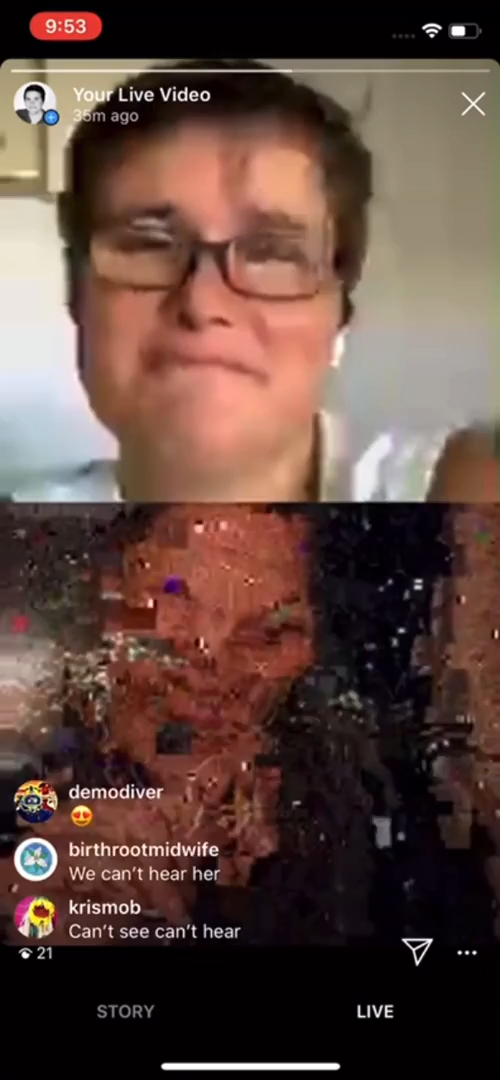 9:53
Your Live Video
35m ago
demodiver
😍
birthrootmidwife
We can't hear her
krismob
Can't see can't hear
21
STORY
LIVE